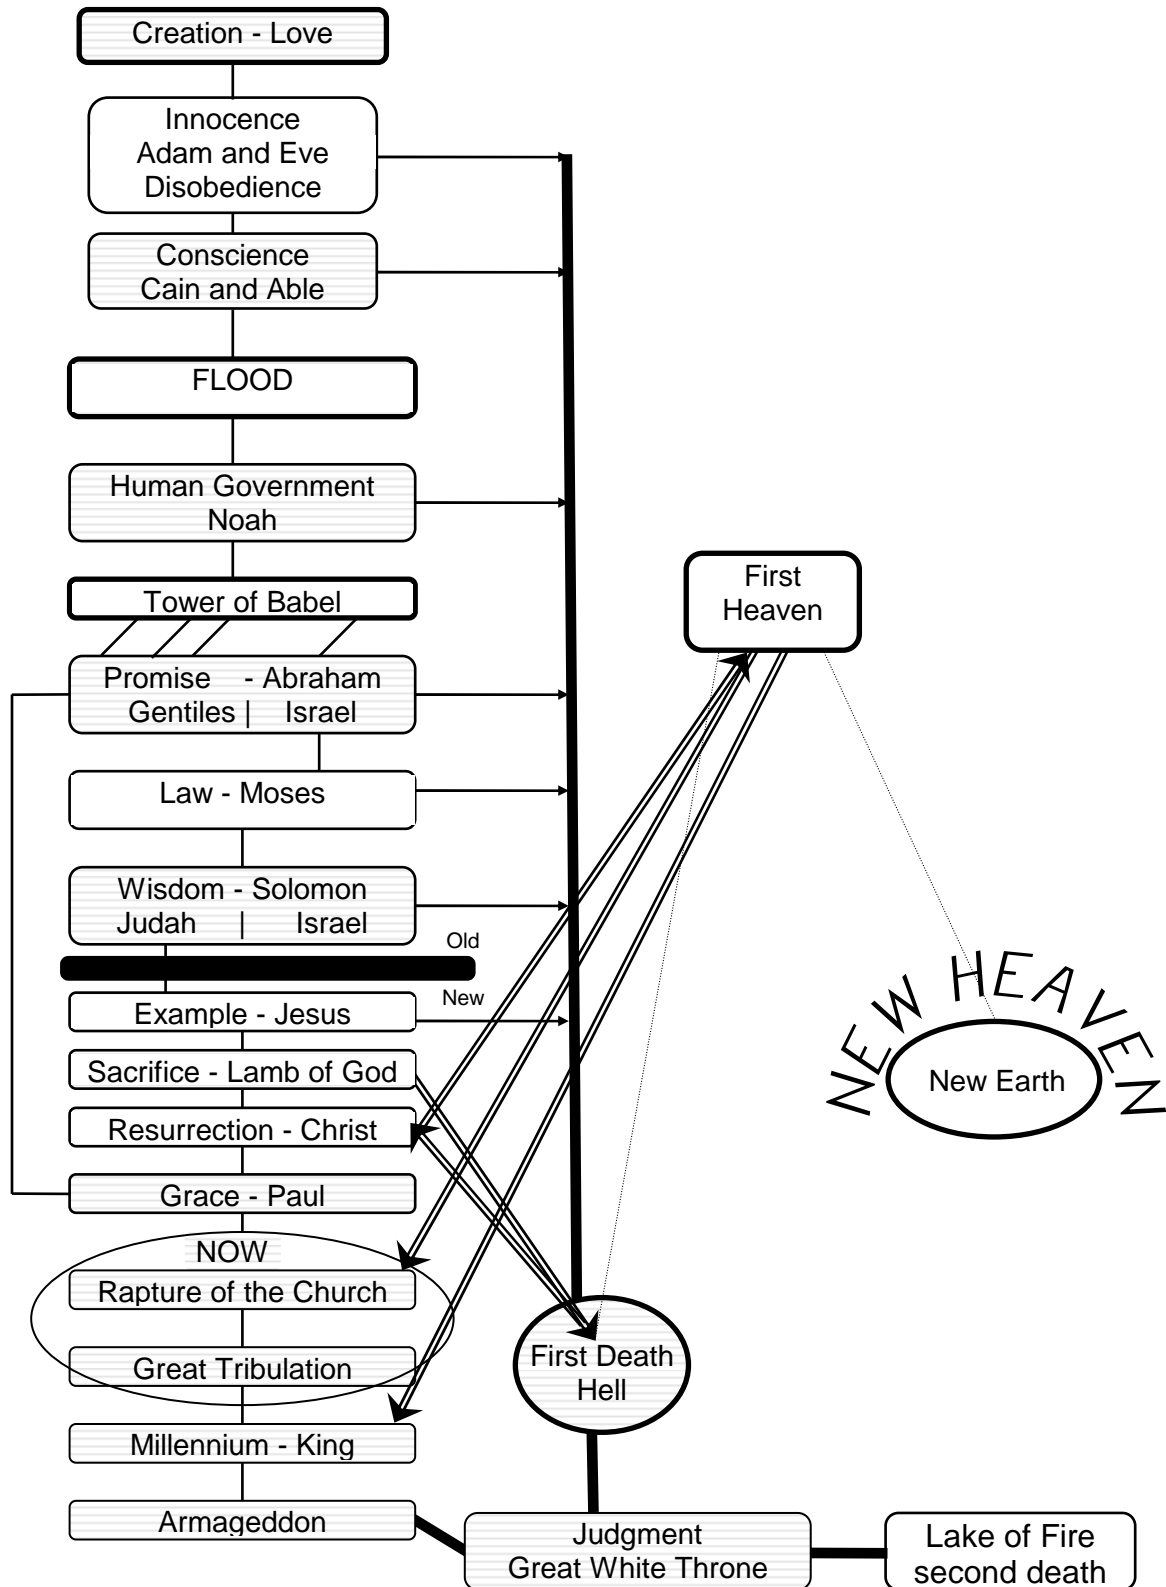 Creation - Love
Innocence
Adam and Eve
Disobedience
Conscience
Cain and Able
FLOOD
Human Government
Noah
Tower of Babel
Promise - Abraham
Gentiles | Israel
Law - Moses
Wisdom - Solomon
Judah | Israel
Old
New
Example - Jesus
Sacrifice - Lamb of God
Resurrection - Christ
Grace - Paul
NOW
Rapture of the Church
Great Tribulation
Millennium - King
Armageddon
First
Heaven
NEW HEAVEN
New Earth
First Death
Hell
Judgment
Great White Throne
Lake of Fire
second death